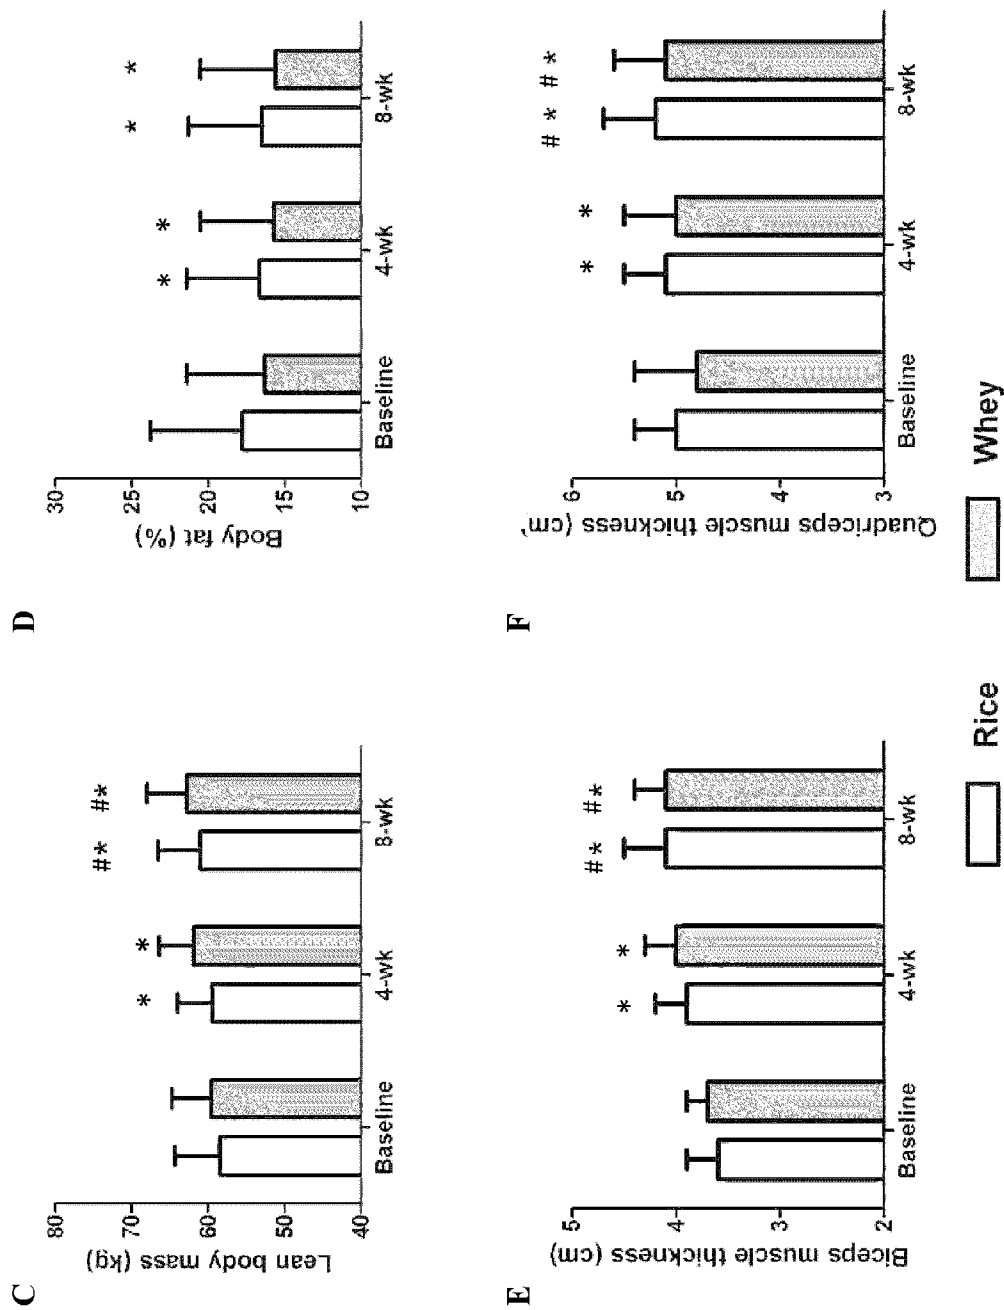 C
Lean body mass (kg)
80
70
60
50
40
* * #* #*
Baseline 4-wk 8-wk
D
Body fat (%)
30
25
20
15
10
* * * *
Baseline 4-wk 8-wk
E
Biceps muscle thickness (cm)
5
4
3
2
* * #* #*
Baseline 4-wk 8-wk
F
Quadriceps muscle thickness (cm'
6
5
4
3
* * # * # *
Baseline 4-wk 8-wk
Rice Whey